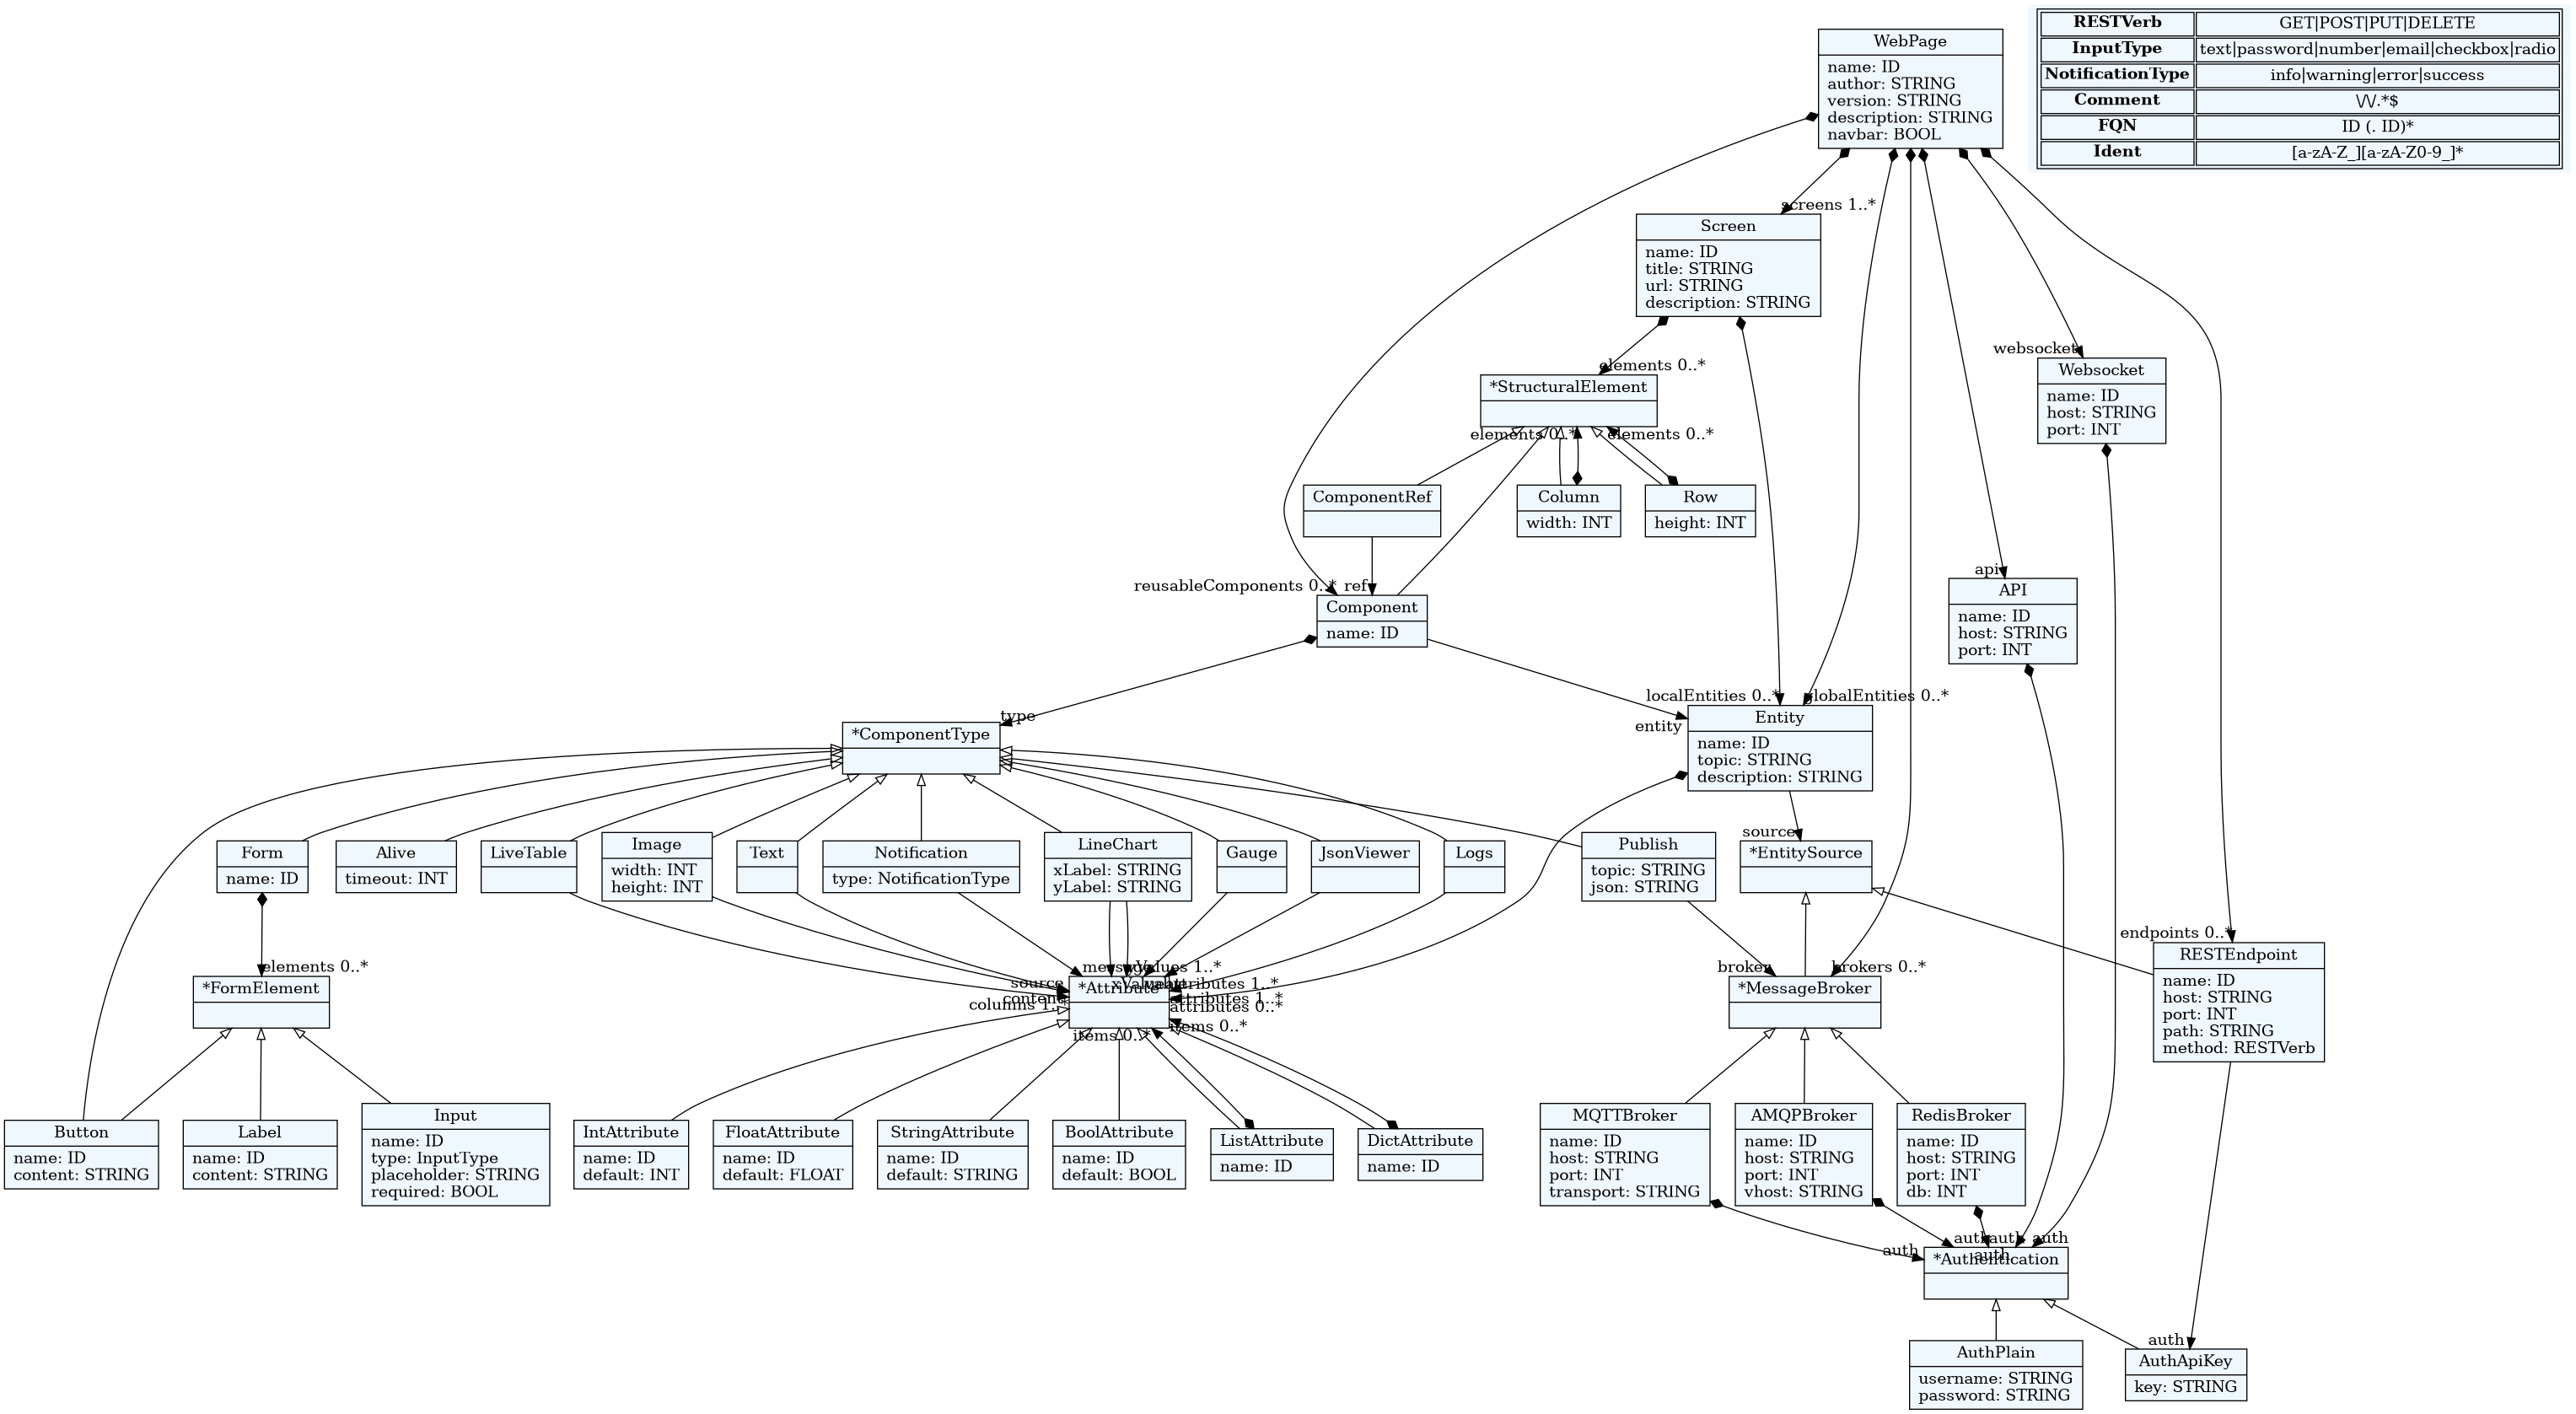 WebPage
name: ID
author: STRING
version: STRING
description: STRING
navbar: BOOL
RESTVerb GET|POST|PUT|DELETE
InputType text|password|number|email|checkbox|radio
NotificationType info|warning|error|success
Comment \/\/.*$
FQN ID (. ID)*
Ident [a-zA-Z_][a-zA-Z0-9_]*
screens 1..*
Screen
name: ID
title: STRING
url: STRING
description: STRING
websocket
Websocket
name: ID
host: STRING
port: INT
elements 0..*
*StructuralElement
elements 0..*
elements 0..*
ComponentRef
Column
width: INT
Row
height: INT
reusableComponents 0..*
ref
Component
name: ID
api
API
name: ID
host: STRING
port: INT
localEntities 0..*
globalEntities 0..*
entity
Entity
name: ID
topic: STRING
description: STRING
type
*ComponentType
Form
name: ID
Alive
timeout: INT
LiveTable
Image
width: INT
height: INT
Text
Notification
type: NotificationType
LineChart
xLabel: STRING
yLabel: STRING
Gauge
JsonViewer
Logs
Publish
topic: STRING
json: STRING
source
*EntitySource
endpoints 0..*
RESTEndpoint
name: ID
host: STRING
port: INT
path: STRING
method: RESTVerb
elements 0..*
*FormElement
message
yValues 1..*
source
xValue
value
attributes 1..*
content
attributes 1..*
columns 1..*
attributes 0..*
*Attribute
items 0..*
items 0..*
broker
brokers 0..*
*MessageBroker
Button
name: ID
content: STRING
Label
name: ID
content: STRING
Input
name: ID
type: InputType
placeholder: STRING
required: BOOL
IntAttribute
name: ID
default: INT
FloatAttribute
name: ID
default: FLOAT
StringAttribute
name: ID
default: STRING
BoolAttribute
name: ID
default: BOOL
ListAttribute
name: ID
DictAttribute
name: ID
MQTTBroker
name: ID
host: STRING
port: INT
transport: STRING
AMQPBroker
name: ID
host: STRING
port: INT
vhost: STRING
RedisBroker
name: ID
host: STRING
port: INT
db: INT
auth
auth
auth
auth
auth
*Authentication
AuthPlain
username: STRING
password: STRING
auth
AuthApiKey
key: STRING